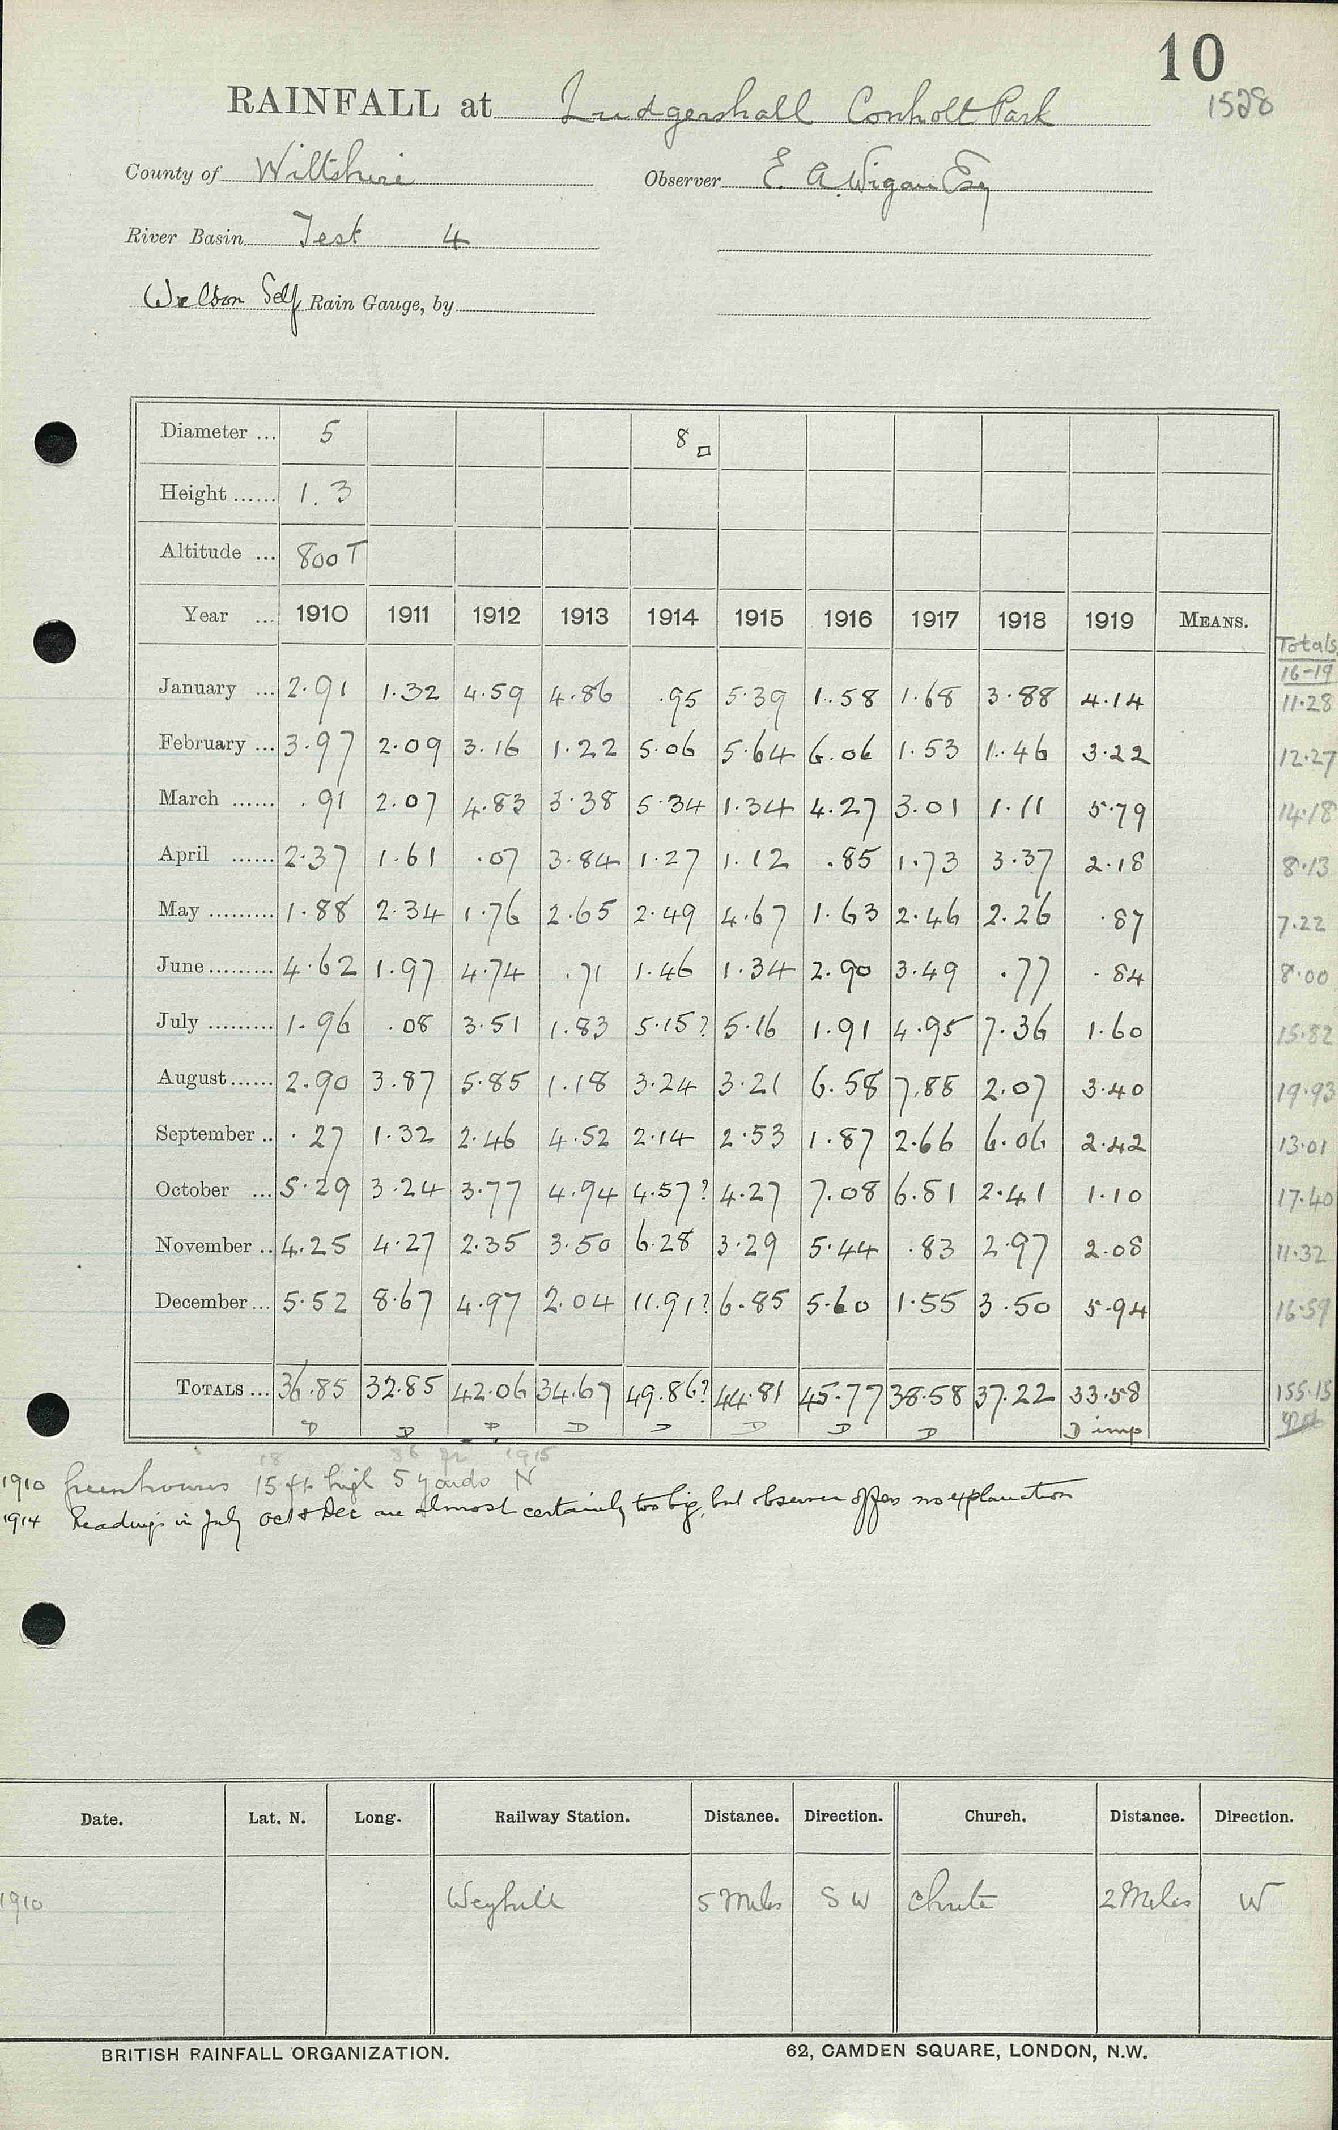 10
RAINFALL at Ludgershall Conholt Park 1528
County of Wiltshire Observer E. A. Wigan Esq
River Basin Test 4
Self Rain Gauge, by
Diameter ... 5 8 □
Height ...... 1.3
Altitude ... 800 T
Year ... 1910 1911 1912 1913 1914 1915 1916 1917 1918 1919 MEANS.
Totals
16-19
January ... 2.91 1.32 4.59 4.86 .95 5.39 1.58 1.68 3.88 4.14 11.28
February ... 3.97 2.09 3.16 1.22 5.06 5.64 6.06 1.53 1.46 3.22 12.27
March ...... .91 2.07 4.83 3.38 5.34 1.34 4.27 3.01 1.11 5.79 14.18
April ...... 2.37 1.61 .07 3.84 1.27 1.12 .85 1.73 3.37 2.18 8.13
May ......... 1.88 2.34 1.76 2.65 2.49 4.67 1.63 2.46 2.26 .87 7.22
June ......... 4.62 1.97 4.74 .71 1.46 1.34 2.90 3.49 .77 .84 8.00
July ......... 1.96 .08 3.51 1.83 5.15? 5.16 1.91 4.95 7.36 1.60 15.82
August ...... 2.90 3.87 5.85 1.18 3.24 3.21 6.58 7.88 2.07 3.40 19.93
September .. .27 1.32 2.46 4.52 2.14 2.53 1.87 2.66 6.06 2.42 13.01
October ... 5.29 3.24 3.77 4.94 4.57? 4.27 7.08 6.81 2.41 1.10 17.40
November .. 4.25 4.27 2.35 3.50 6.28 3.29 5.44 .83 2.97 2.08 11.32
December ... 5.52 8.67 4.97 2.04 11.91? 6.85 5.60 1.55 3.50 5.94 16.59
TOTALS ... 36.85 32.85 42.06 34.67 49.86? 44.81 45.77 38.58 37.22 33.58 155.15
D D D D D D D D D imp
18 1915
1910 Greenhouses 15 ft high 5 yards N
1914 Readings in July Oct & Dec are almost certainly too big, but observer offers no explanation
Date. Lat. N. Long. Railway Station. Distance. Direction. Church. Distance. Direction.
1910 Weyhill 5 Miles S W Chute 2 Miles W
BRITISH RAINFALL ORGANIZATION. 62, CAMDEN SQUARE, LONDON, N.W.